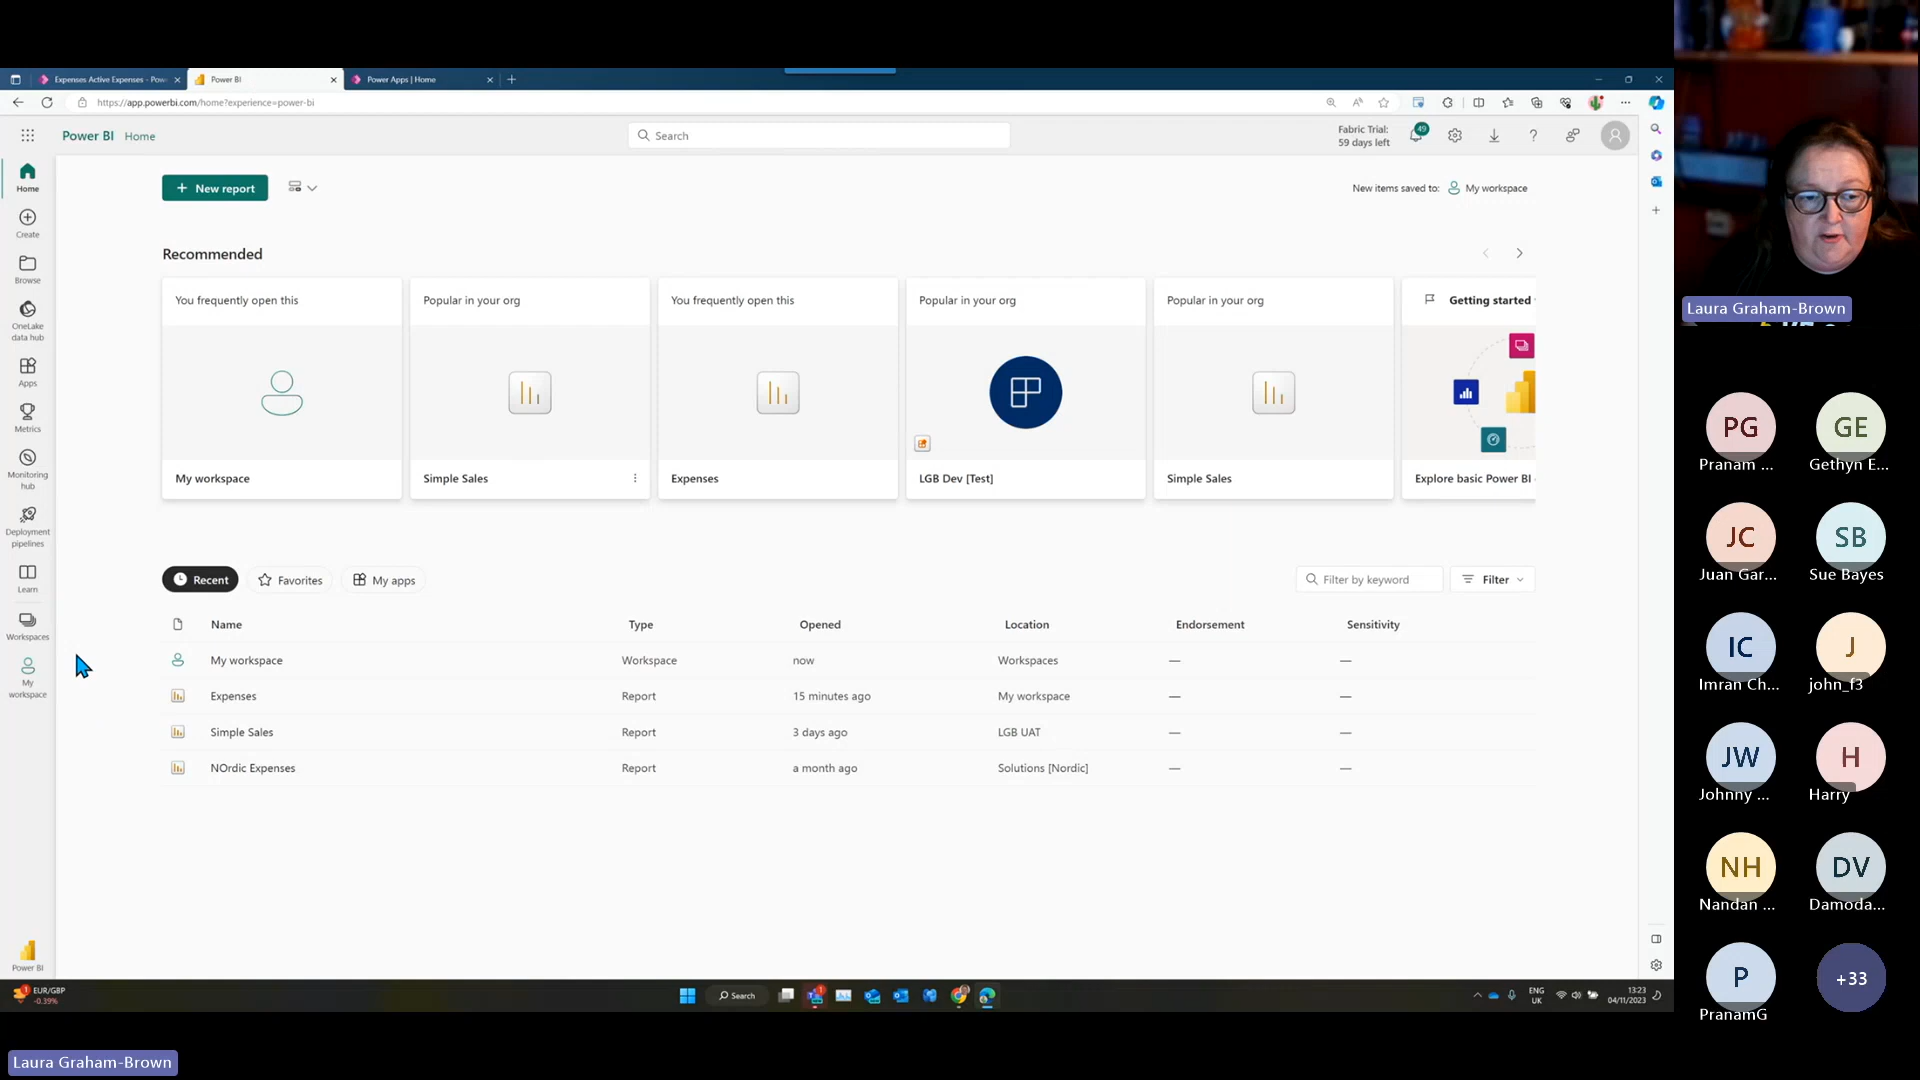 Expenses Active Expenses - Pow
Power BI
Power Apps | Home
https://app.powerbi.com/home?experience=power-bi
Power BI
Home
Search
Fabric Trial:
59 days left
49
Home
Create
Browse
OneLake
data hub
Apps
Metrics
Monitoring
hub
Deployment
pipelines
Learn
Workspaces
My
workspace
Power BI
New report
New items saved to:
My workspace
Recommended
You frequently open this
My workspace
Popular in your org
Simple Sales
You frequently open this
Expenses
Popular in your org
LGB Dev [Test]
Popular in your org
Simple Sales
Getting started
Explore basic Power BI
Recent
Favorites
My apps
Filter by keyword
Filter
Name Type Opened Location Endorsement Sensitivity
My workspace Workspace now Workspaces — —
Expenses Report 15 minutes ago My workspace — —
Simple Sales Report 3 days ago LGB UAT — —
NOrdic Expenses Report a month ago Solutions [Nordic] — —
1
EUR/GBP
-0.39%
Search
ENG
UK
13:23
04/11/2023
Laura Graham-Brown
PG
Pranam ...
GE
Gethyn E...
JC
Juan Gar...
SB
Sue Bayes
IC
Imran Ch...
J
john_f3
JW
Johnny ...
H
Harry
NH
Nandan ...
DV
Damoda...
P
PranamG
+33
Laura Graham-Brown